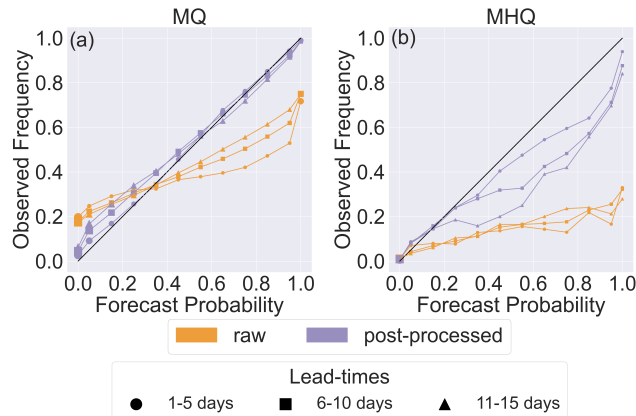 MQ
MHQ
(a)
(b)
Observed Frequency
1.0
0.8
0.6
0.4
0.2
0.0
Observed Frequency
1.0
0.8
0.6
0.4
0.2
0.0
0.0 0.2 0.4 0.6 0.8 1.0
0.0 0.2 0.4 0.6 0.8 1.0
Forecast Probability
Forecast Probability
raw post-processed
Lead-times
1-5 days 6-10 days 11-15 days